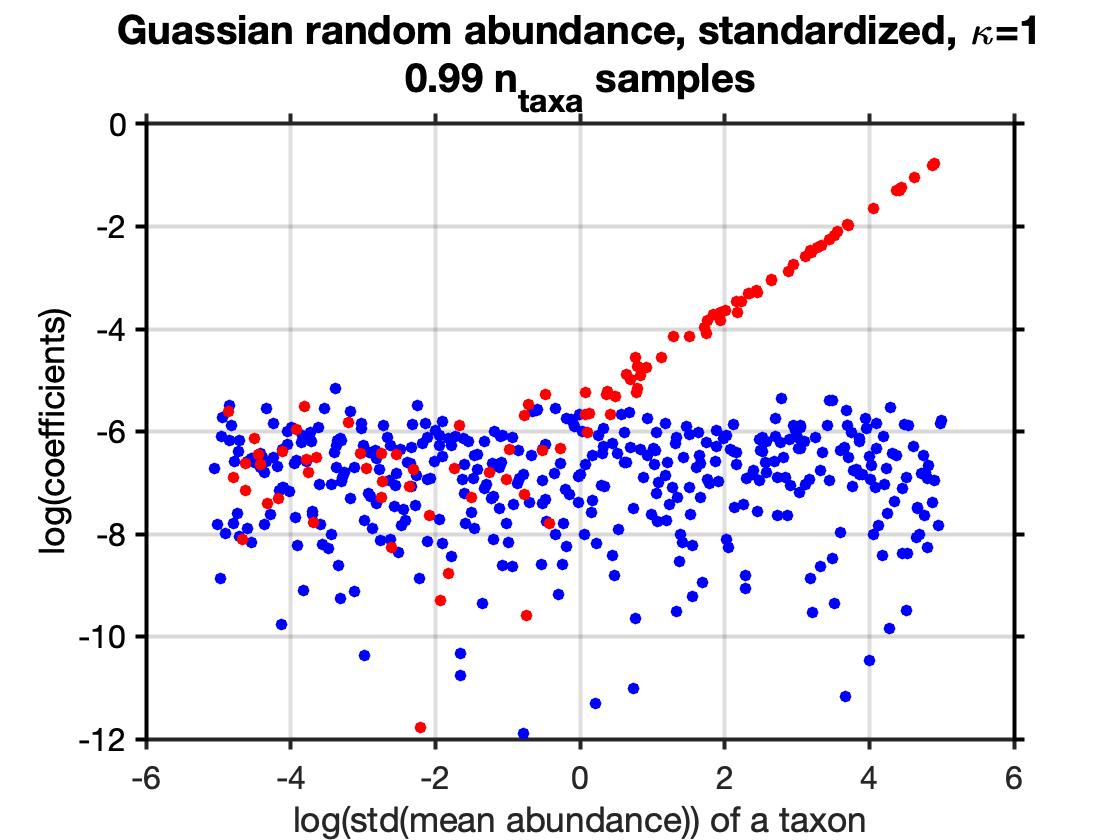 Guassian random abundance, standardized, κ=1
0.99 n_taxa samples
0
-2
-4
-6
-8
-10
-12
log(coefficients)
-6 -4 -2 0 2 4 6
log(std(mean abundance)) of a taxon